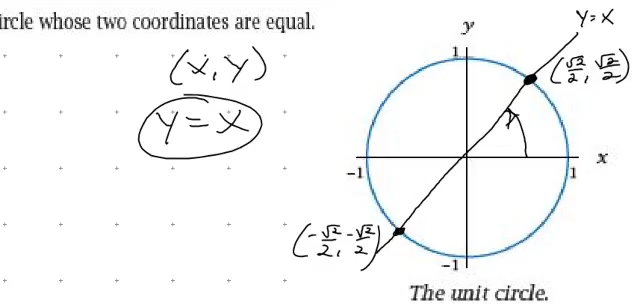 ircle whose two coordinates are equal.
(x, y)
y = x
y
y = x
1
(√2/2, √2/2)
x
-1
1
(-√2/2, -√2/2)
-1
The unit circle.